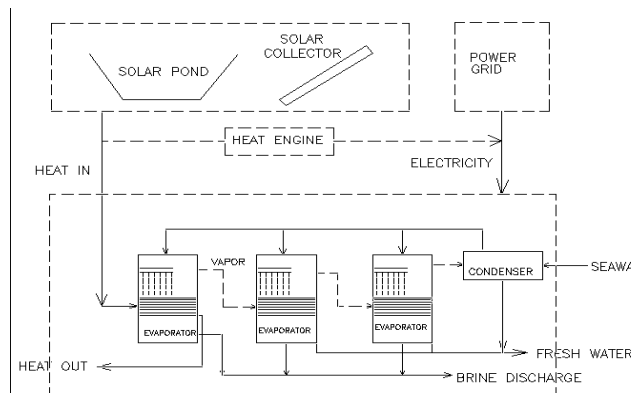 SOLAR
COLLECTOR
SOLAR POND
POWER
GRID
HEAT ENGINE
HEAT IN
ELECTRICITY
VAPOR
CONDENSER
SEAWA
EVAPORATOR
EVAPORATOR
EVAPORATOR
FRESH WATER
HEAT OUT
BRINE DISCHARGE